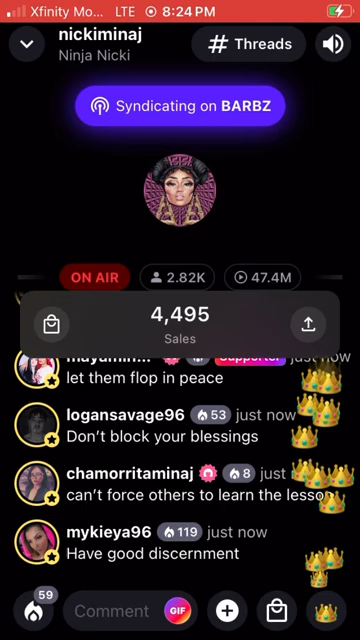 Xfinity Mo... LTE 8:24 PM
nickiminaj
Ninja Nicki
# Threads
Syndicating on BARBZ
ON AIR 2.82K 47.4M
4,495
Sales
Supporter just now
let them flop in peace
logansavage96 53 just now
Don't block your blessings
chamorritaminaj 8 just
can't force others to learn the lesson
mykieya96 119 just now
Have good discernment
59
Comment GIF